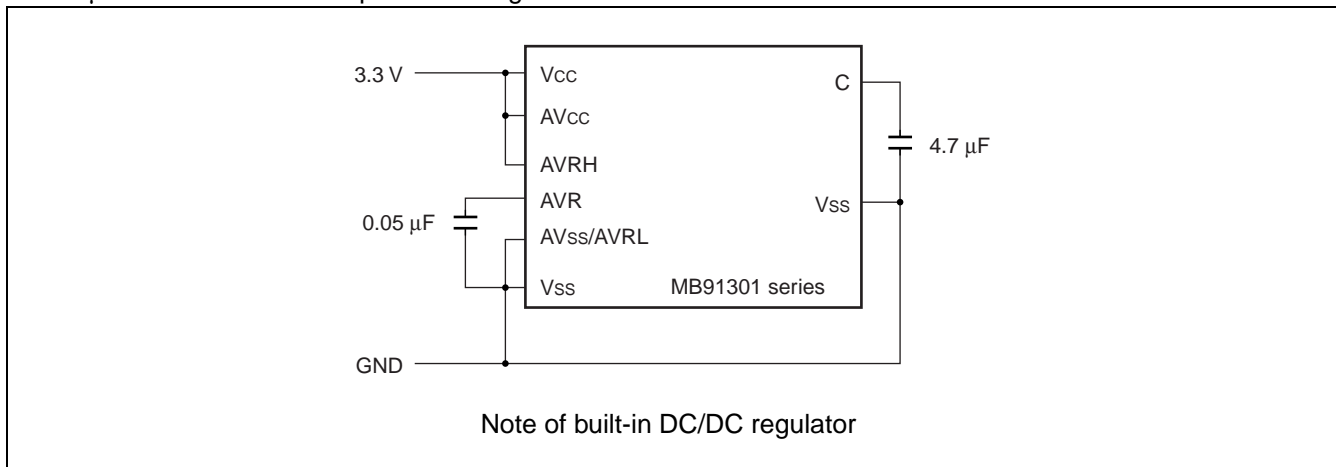 3.3 V
VCC
AVCC
AVRH
AVR
AVSS/AVRL
VSS
0.05 µF
C
4.7 µF
VSS
MB91301 series
GND
Note of built-in DC/DC regulator